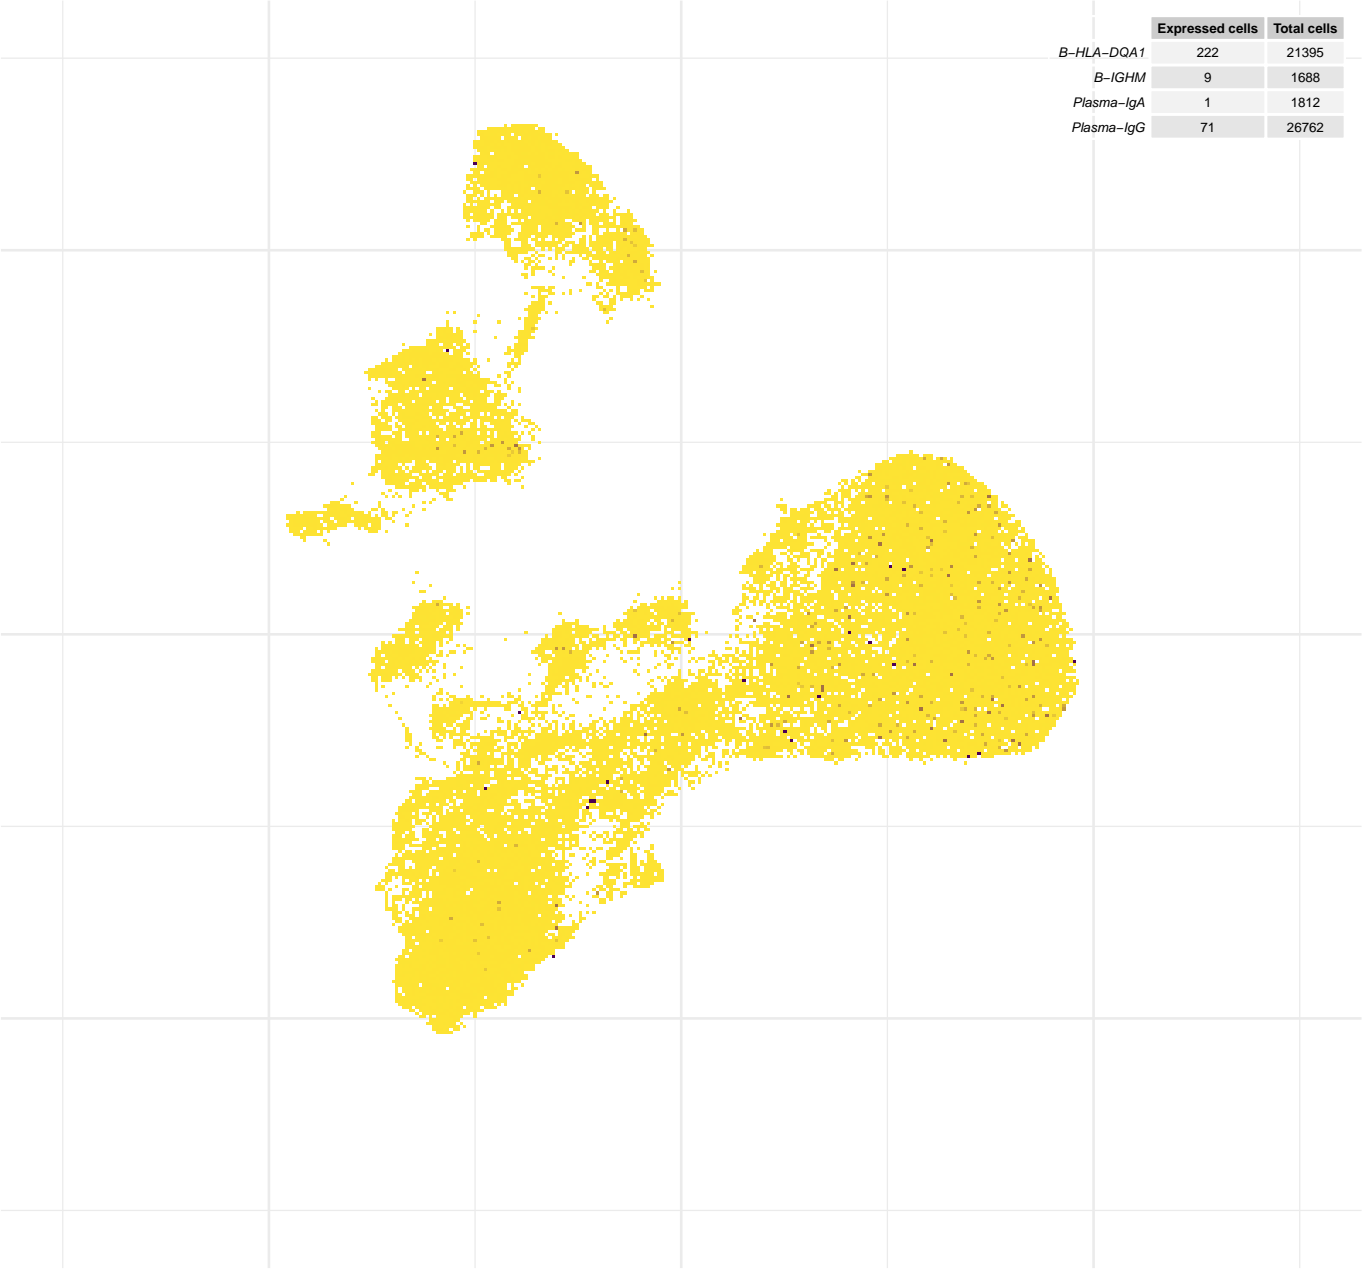 Expressed cells Total cells
B−HLA−DQA1 222 21395
B−IGHM 9 1688
Plasma−IgA 1 1812
Plasma−IgG 71 26762